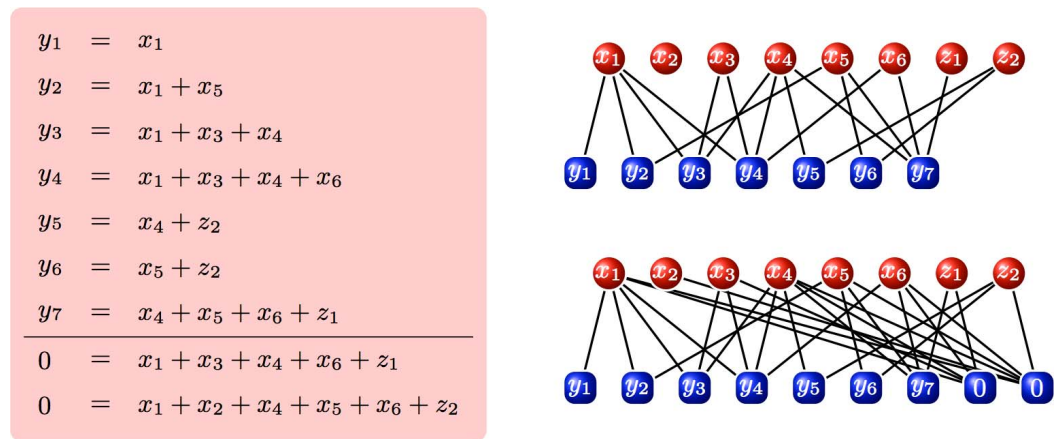 y₁ = x₁
y₂ = x₁ + x₅
y₃ = x₁ + x₃ + x₄
y₄ = x₁ + x₃ + x₄ + x₆
y₅ = x₄ + z₂
y₆ = x₅ + z₂
y₇ = x₄ + x₅ + x₆ + z₁
0 = x₁ + x₃ + x₄ + x₆ + z₁
0 = x₁ + x₂ + x₄ + x₅ + x₆ + z₂
x₁ x₂ x₃ x₄ x₅ x₆ z₁ z₂
y₁ y₂ y₃ y₄ y₅ y₆ y₇
x₁ x₂ x₃ x₄ x₅ x₆ z₁ z₂
y₁ y₂ y₃ y₄ y₅ y₆ y₇ 0 0